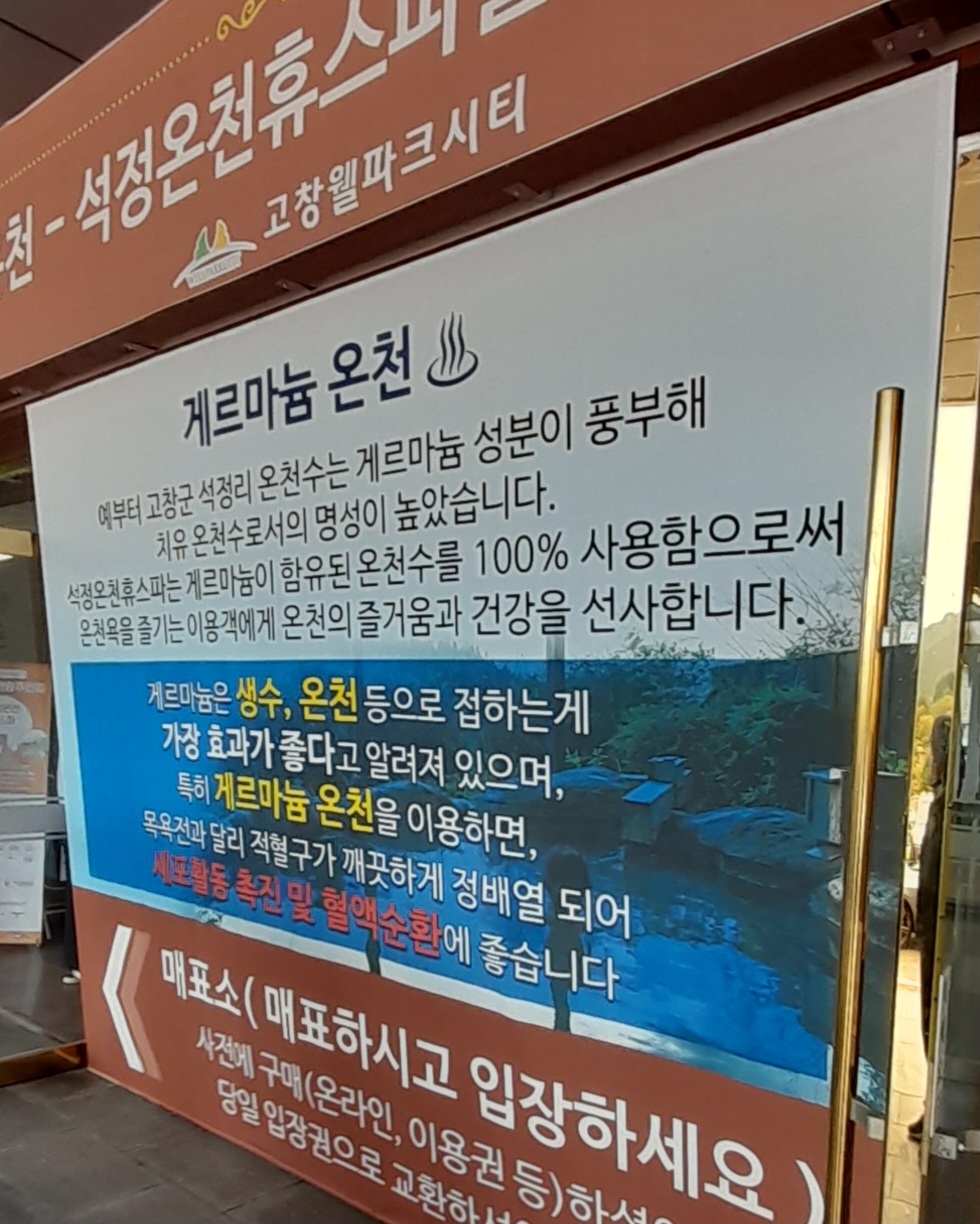 천 - 석정온천휴스파
고창웰파크시티
게르마늄 온천
예부터 고창군 석정리 온천수는 게르마늄 성분이 풍부해
치유 온천수로서의 명성이 높았습니다.
석정온천휴스파는 게르마늄이 함유된 온천수를 100% 사용함으로써
온천욕을 즐기는 이용객에게 온천의 즐거움과 건강을 선사합니다.
게르마늄은 생수, 온천 등으로 접하는게
가장 효과가 좋다고 알려져 있으며,
특히 게르마늄 온천을 이용하면,
목욕전과 달리 적혈구가 깨끗하게 정배열 되어
세포활동 촉진 및 혈액순환에 좋습니다
매표소( 매표하시고 입장하세요 )
사전에 구매(온라인, 이용권 등)하셨
당일 입장권으로 교환하셔